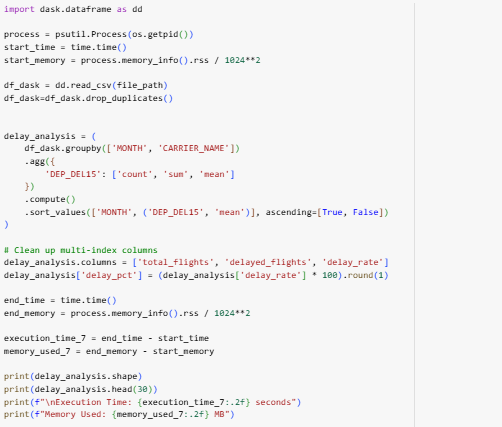 import dask.dataframe as dd
process = psutil.Process(os.getpid())
start_time = time.time()
start_memory = process.memory_info().rss / 1024**2
df_dask = dd.read_csv(file_path)
df_dask=df_dask.drop_duplicates()
delay_analysis = (
    df_dask.groupby(['MONTH', 'CARRIER_NAME'])
    .agg({
        'DEP_DEL15': ['count', 'sum', 'mean']
    })
    .compute()
    .sort_values(['MONTH', ('DEP_DEL15', 'mean')], ascending=[True, False])
)
# Clean up multi-index columns
delay_analysis.columns = ['total_flights', 'delayed_flights', 'delay_rate']
delay_analysis['delay_pct'] = (delay_analysis['delay_rate'] * 100).round(1)
end_time = time.time()
end_memory = process.memory_info().rss / 1024**2
execution_time_7 = end_time - start_time
memory_used_7 = end_memory - start_memory
print(delay_analysis.shape)
print(delay_analysis.head(30))
print(f"\nExecution Time: {execution_time_7:.2f} seconds")
print(f"Memory Used: {memory_used_7:.2f} MB")